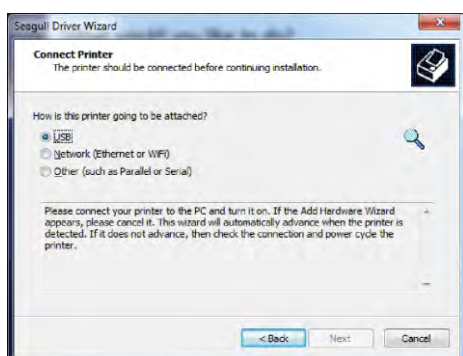 Seagull Driver Wizard
Connect Printer
The printer should be connected before continuing installation.
How is this printer going to be attached?
USB
Network (Ethernet or WiFi)
Other (such as Parallel or Serial)
Please connect your printer to the PC and turn it on. If the Add Hardware Wizard
appears, please cancel it. This wizard will automatically advance when the printer is
detected. If it does not advance, then check the connection and power cycle the
printer.
< Back Next Cancel